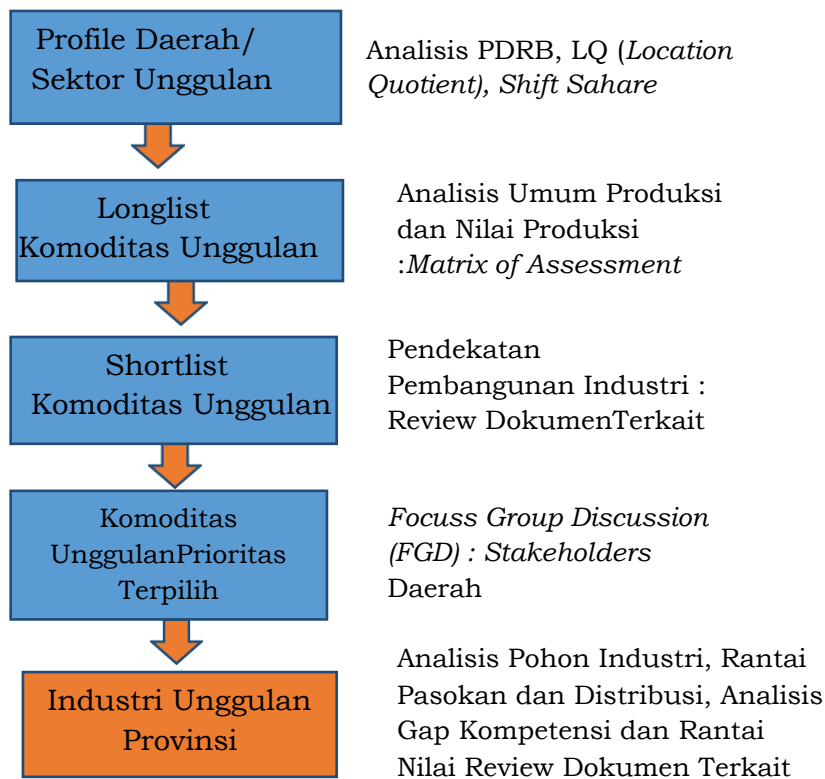 Profile Daerah/
Sektor Unggulan
Analisis PDRB, LQ (Location
Quotient), Shift Sahare
Longlist
Komoditas Unggulan
Analisis Umum Produksi
dan Nilai Produksi
:Matrix of Assessment
Shortlist
Komoditas Unggulan
Pendekatan
Pembangunan Industri :
Review DokumenTerkait
Komoditas
UnggulanPrioritas
Terpilih
Focuss Group Discussion
(FGD) : Stakeholders
Daerah
Industri Unggulan
Provinsi
Analisis Pohon Industri, Rantai
Pasokan dan Distribusi, Analisis
Gap Kompetensi dan Rantai
Nilai Review Dokumen Terkait